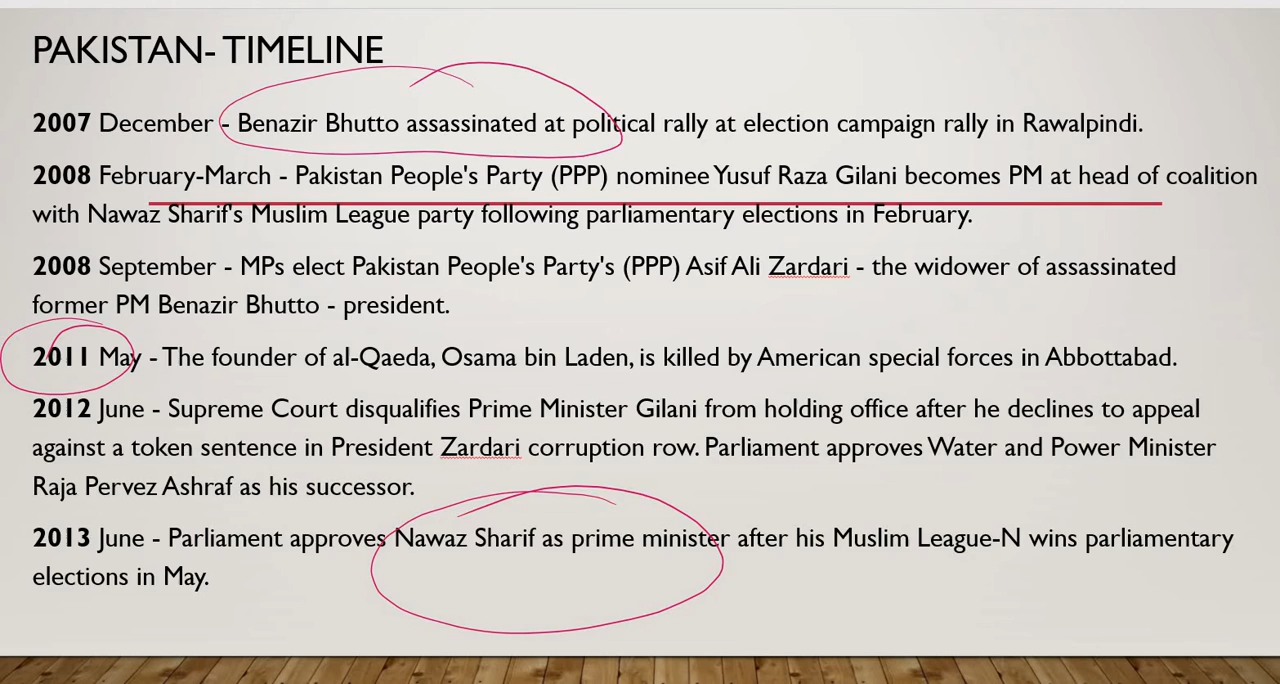 PAKISTAN- TIMELINE
2007 December - Benazir Bhutto assassinated at political rally at election campaign rally in Rawalpindi.
2008 February-March - Pakistan People's Party (PPP) nominee Yusuf Raza Gilani becomes PM at head of coalition
with Nawaz Sharif's Muslim League party following parliamentary elections in February.
2008 September - MPs elect Pakistan People's Party's (PPP) Asif Ali Zardari - the widower of assassinated
former PM Benazir Bhutto - president.
2011 May - The founder of al-Qaeda, Osama bin Laden, is killed by American special forces in Abbottabad.
2012 June - Supreme Court disqualifies Prime Minister Gilani from holding office after he declines to appeal
against a token sentence in President Zardari corruption row. Parliament approves Water and Power Minister
Raja Pervez Ashraf as his successor.
2013 June - Parliament approves Nawaz Sharif as prime minister after his Muslim League-N wins parliamentary
elections in May.